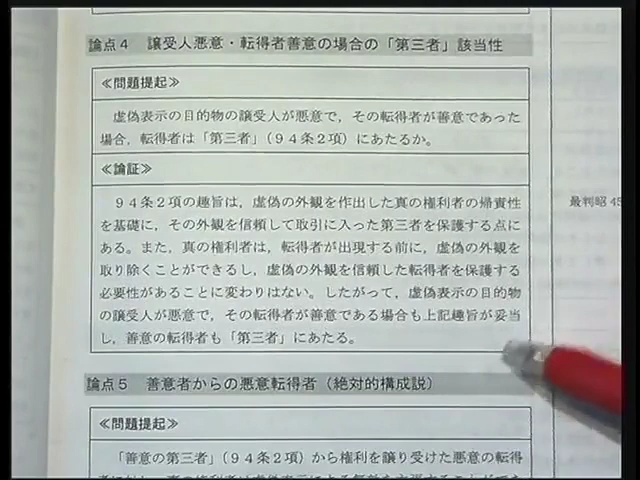 論点4 譲受人悪意・転得者善意の場合の「第三者」該当性
≪問題提起≫
虚偽表示の目的物の譲受人が悪意で，その転得者が善意であった
場合，転得者は「第三者」（９４条２項）にあたるか。
≪論証≫
９４条２項の趣旨は，虚偽の外観を作出した真の権利者の帰責性
を基礎に，その外観を信頼して取引に入った第三者を保護する点に
ある。また，真の権利者は，転得者が出現する前に，虚偽の外観を
取り除くことができるし，虚偽の外観を信頼した転得者を保護する
必要性があることに変わりはない。したがって，虚偽表示の目的物
の譲受人が悪意で，その転得者が善意である場合も上記趣旨が妥当
し，善意の転得者も「第三者」にあたる。
最判昭45
論点5 善意者からの悪意転得者（絶対的構成説）
≪問題提起≫
「善意の第三者」（９４条２項）から権利を譲り受けた悪意の転得